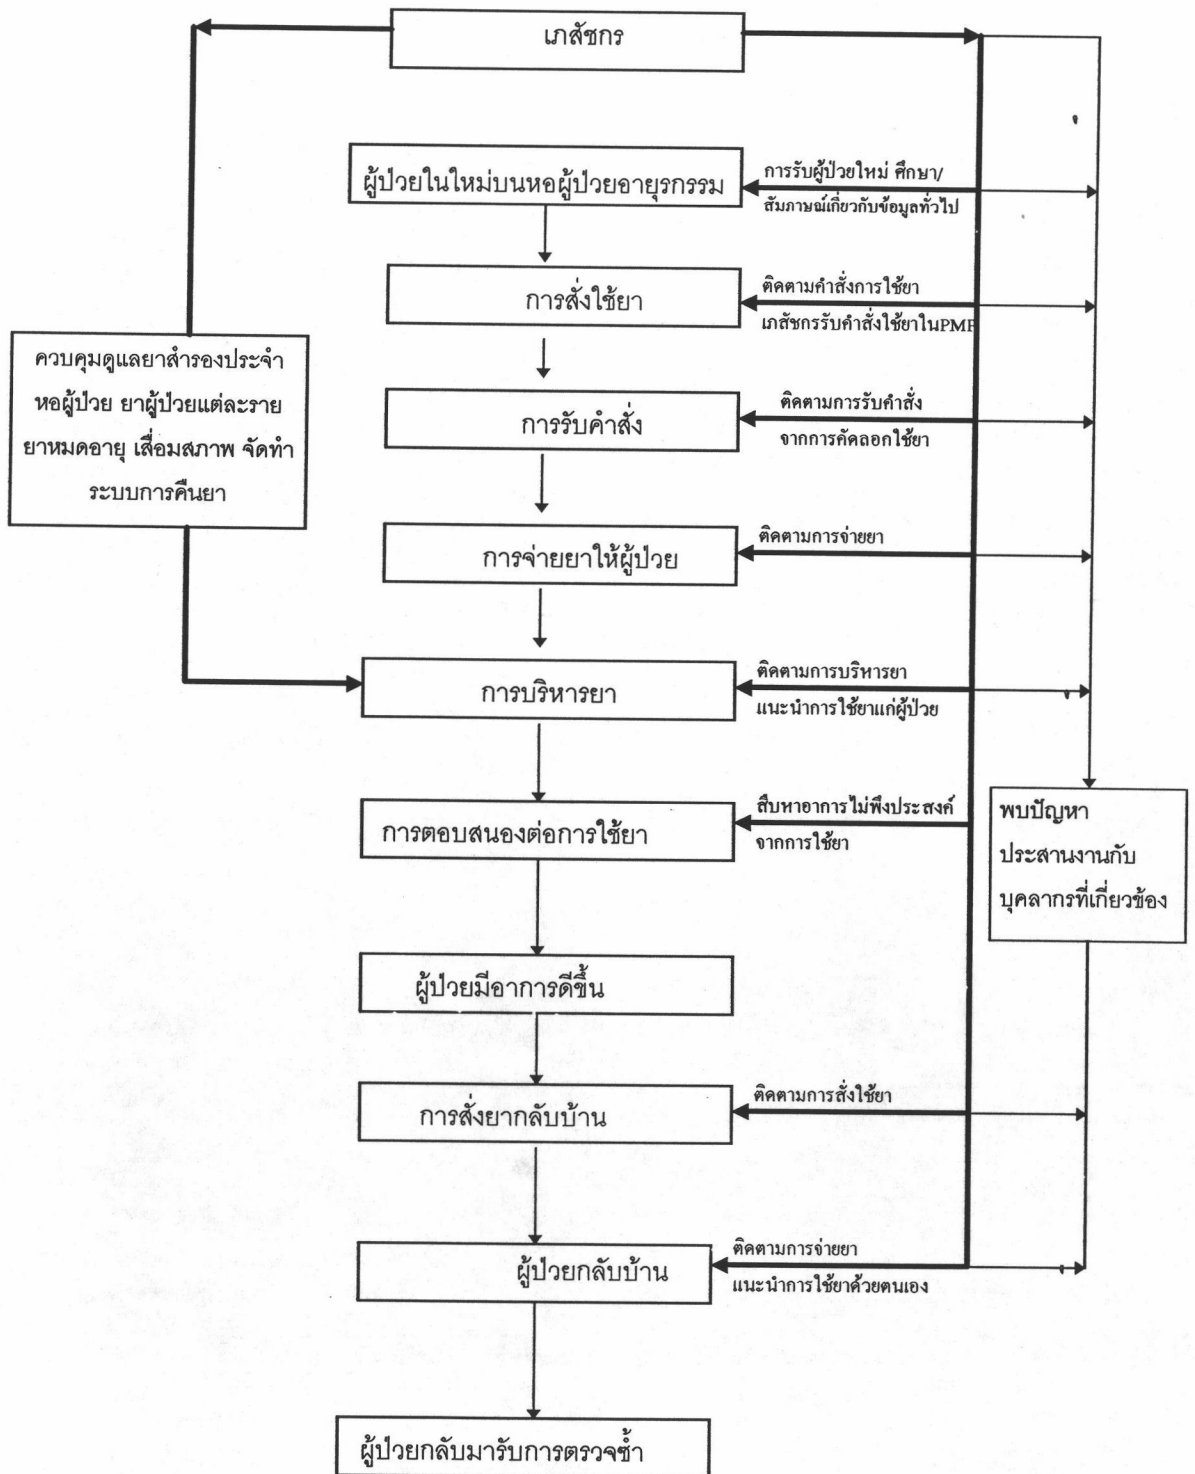 เภสัชกร
ผู้ป่วยในใหม่บนหอผู้ป่วยอายุรกรรม
การรับผู้ป่วยใหม่ ศึกษา/
สัมภาษณ์เกี่ยวกับข้อมูลทั่วไป
การสั่งใช้ยา
ติดตามคำสั่งการใช้ยา
เภสัชกรรับคำสั่งใช้ยาในPMP
ควบคุมดูแลยาสำรองประจำ
หอผู้ป่วย ยาผู้ป่วยแต่ละราย
ยาหมดอายุ เสื่อมสภาพ จัดทำ
ระบบการคืนยา
การรับคำสั่ง
ติดตามการรับคำสั่ง
จากการคัดลอกใช้ยา
การจ่ายยาให้ผู้ป่วย
ติดตามการจ่ายยา
การบริหารยา
ติดตามการบริหารยา
แนะนำการใช้ยาแก่ผู้ป่วย
การตอบสนองต่อการใช้ยา
สืบหาอาการไม่พึงประสงค์
จากการใช้ยา
พบปัญหา
ประสานงานกับ
บุคลากรที่เกี่ยวข้อง
ผู้ป่วยมีอาการดีขึ้น
การสั่งยากลับบ้าน
ติดตามการสั่งใช้ยา
ผู้ป่วยกลับบ้าน
ติดตามการจ่ายยา
แนะนำการใช้ยาด้วยตนเอง
ผู้ป่วยกลับมารับการตรวจซ้ำ